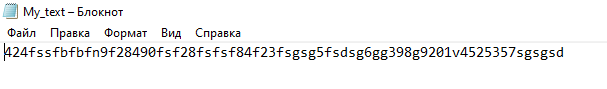 My_text – Блокнот
Файл Правка Формат Вид Справка
424fssfbfbfn9f28490fsf28fsfsf84f23fsgsg5fsdsg6gg398g9201v4525357sgsgsd